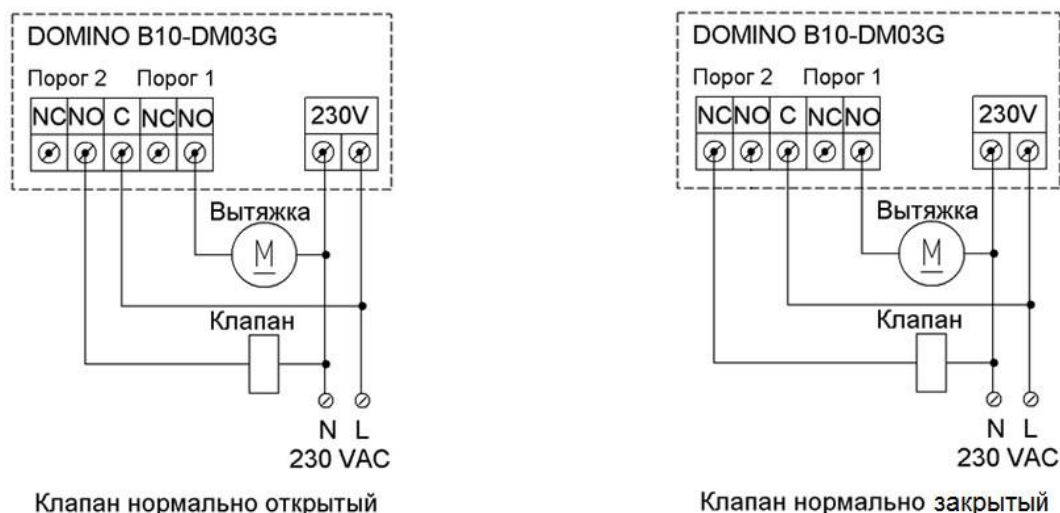 DOMINO B10-DM03G
Порог 2 Порог 1
NC NO C NC NO 230V
Вытяжка
M
Клапан
N L
230 VAC
Клапан нормально открытый
DOMINO B10-DM03G
Порог 2 Порог 1
NC NO C NC NO 230V
Вытяжка
M
Клапан
N L
230 VAC
Клапан нормально закрытый